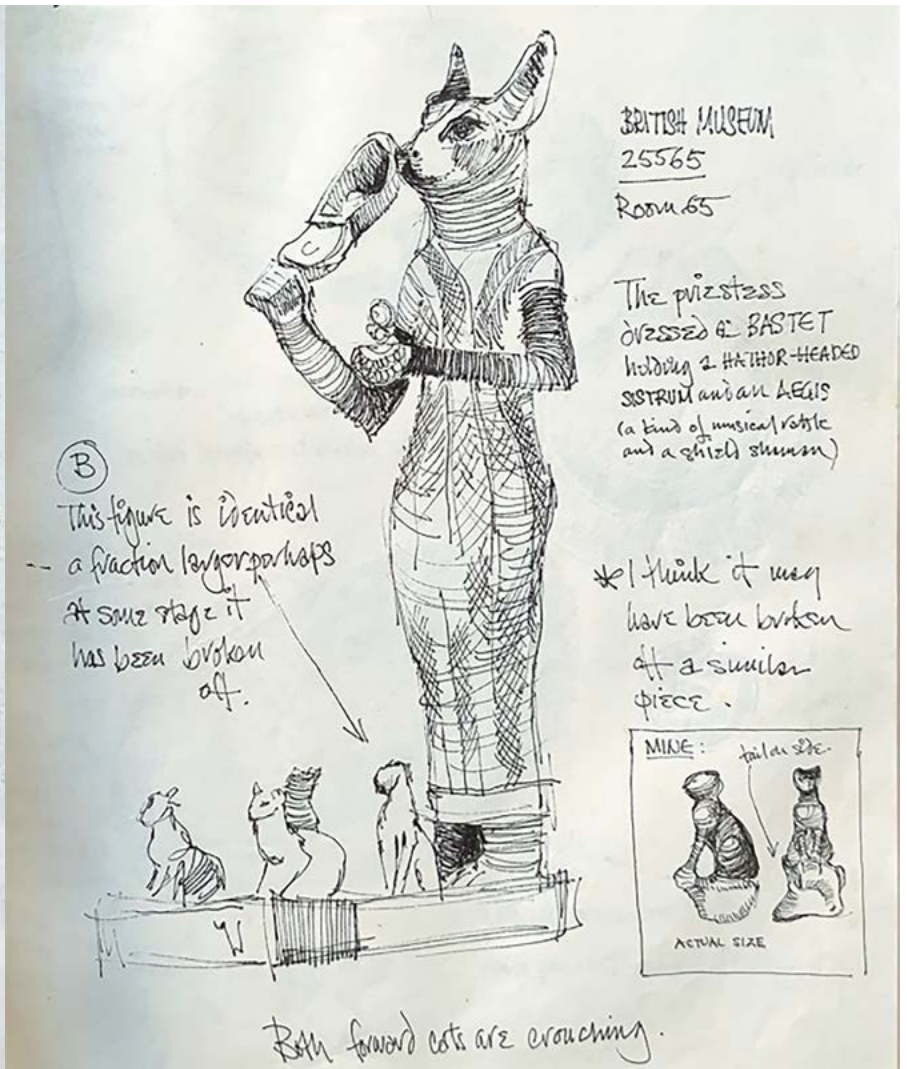 BRITISH MUSEUM
25565
Room 65
The priestess
dressed as BASTET
holding a HATHOR-HEADED
SISTRUM and an AEGIS
(a kind of musical rattle
and a shield
B
This figure is identical
a fraction larger perhaps
At some stage it
has been broken
off.
*I think it may
have been broken
off a similar
piece.
MINE:
tail on side.
ACTUAL SIZE
Both forward cats are crouching.